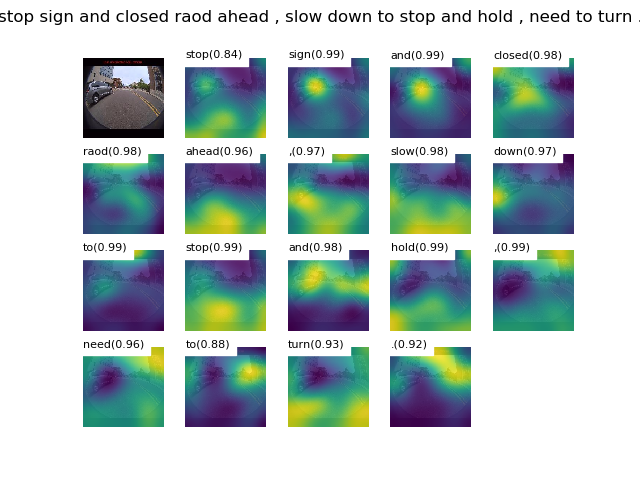 stop sign and closed raod ahead , slow down to stop and hold , need to turn .
stop(0.84)
sign(0.99)
and(0.99)
closed(0.98)
raod(0.98)
ahead(0.96)
,(0.97)
slow(0.98)
down(0.97)
to(0.99)
stop(0.99)
and(0.98)
hold(0.99)
,(0.99)
need(0.96)
to(0.88)
turn(0.93)
.(0.92)